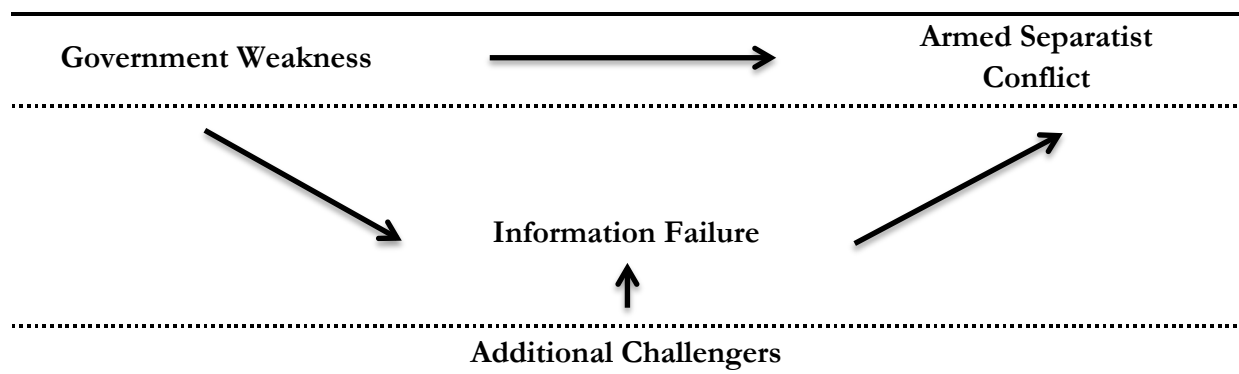 Government Weakness
Armed Separatist
Conflict
Information Failure
Additional Challengers